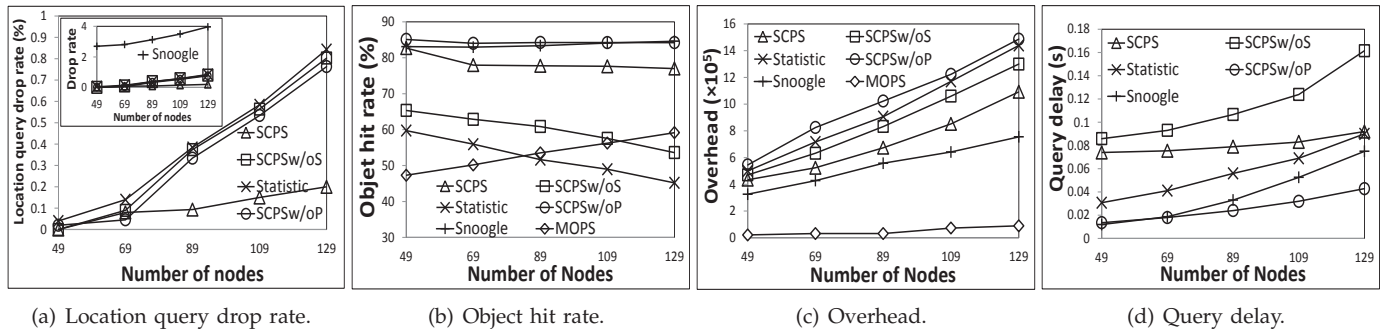 Location query drop rate (%)
1
0.9
0.8
0.7
0.6
0.5
0.4
0.3
0.2
0.1
0
Drop rate
4
2
0
Snoogle
49 69 89 109 129
Number of nodes
SCPS
SCPSw/oS
Statistic
SCPSw/oP
49 69 89 109 129
Number of nodes
(a) Location query drop rate.
Objet hit rate (%)
90
80
70
60
50
40
30
SCPS SCPSw/oS
Statistic SCPSw/oP
Snoogle MOPS
49 69 89 109 129
Number of nodes
(b) Object hit rate.
Overhead (×10⁵)
16
14
12
10
8
6
4
2
0
SCPS SCPSw/oS
Statistic SCPSw/oP
Snoogle MOPS
49 69 89 109 129
Number of Nodes
(c) Overhead.
Query delay (s)
0.18
0.16
0.14
0.12
0.1
0.08
0.06
0.04
0.02
0
SCPS SCPSw/oS
Statistic SCPSw/oP
Snoogle
49 69 89 109 129
Number of Nodes
(d) Query delay.